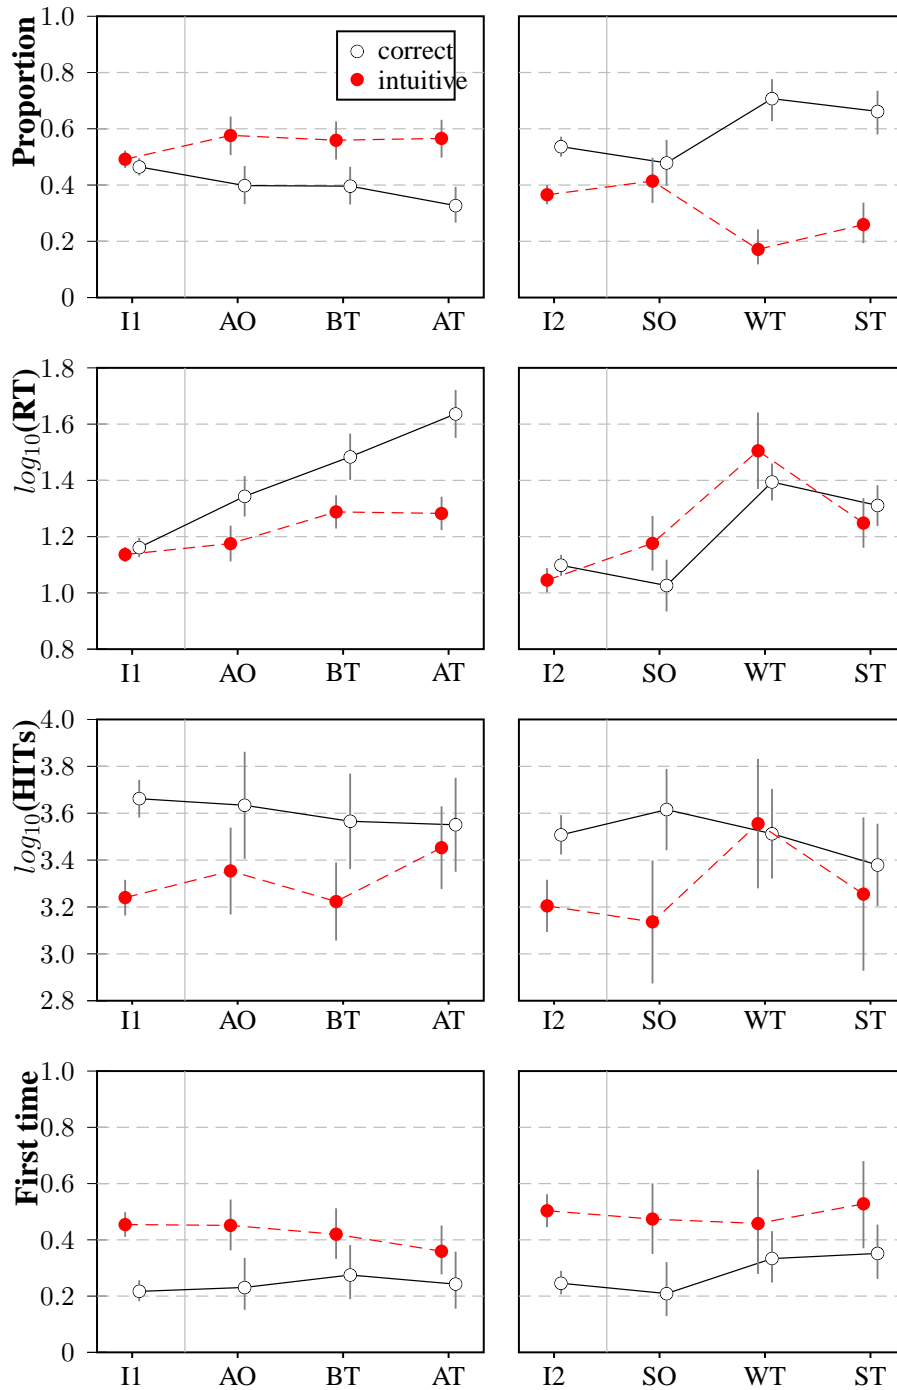 Proportion
1.0
0.8
0.6
0.4
0.2
0
correct
intuitive
I1 AO BT AT
I2 SO WT ST
log10(RT)
1.8
1.6
1.4
1.2
1.0
0.8
I1 AO BT AT
I2 SO WT ST
log10(HITs)
4.0
3.8
3.6
3.4
3.2
3.0
2.8
I1 AO BT AT
I2 SO WT ST
First time
1.0
0.8
0.6
0.4
0.2
0
I1 AO BT AT
I2 SO WT ST